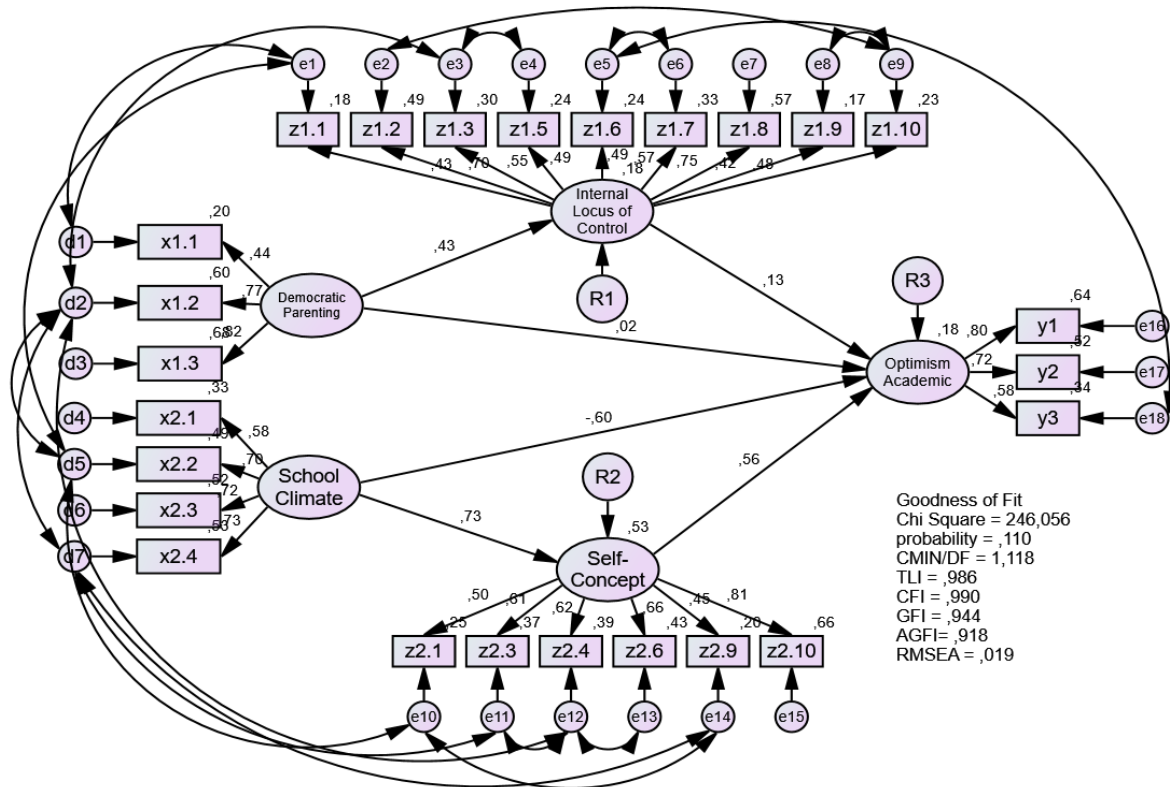 e1 e2 e3 e4 e5 e6 e7 e8 e9
,18 ,49 ,30 ,24 ,24 ,33 ,57 ,17 ,23
z1.1 z1.2 z1.3 z1.5 z1.6 z1.7 z1.8 z1.9 z1.10
,43 ,70 ,55 ,49 ,49 ,57 ,75 ,42 ,48
,18
Internal
Locus of
Control
R1
,20
d1 x1.1 ,44
,60
d2 x1.2 ,77
,68 ,82
d3 x1.3
Democratic
Parenting
,43
,02
,13
R3
,18
Optimism
Academic
,80 ,64
y1 e16
,72 ,52
y2 e17
,58 ,34
y3 e18
,33
d4 x2.1 ,58
,49
d5 x2.2 ,70
,52
d6 x2.3 ,72
,53 ,73
d7 x2.4
School
Climate
-,60
,73
,56
R2
,53
Self-
Concept
,50 ,61 ,62 ,66 ,45 ,81
,25 ,37 ,39 ,43 ,20 ,66
z2.1 z2.3 z2.4 z2.6 z2.9 z2.10
e10 e11 e12 e13 e14 e15
Goodness of Fit
Chi Square = 246,056
probability = ,110
CMIN/DF = 1,118
TLI = ,986
CFI = ,990
GFI = ,944
AGFI= ,918
RMSEA = ,019